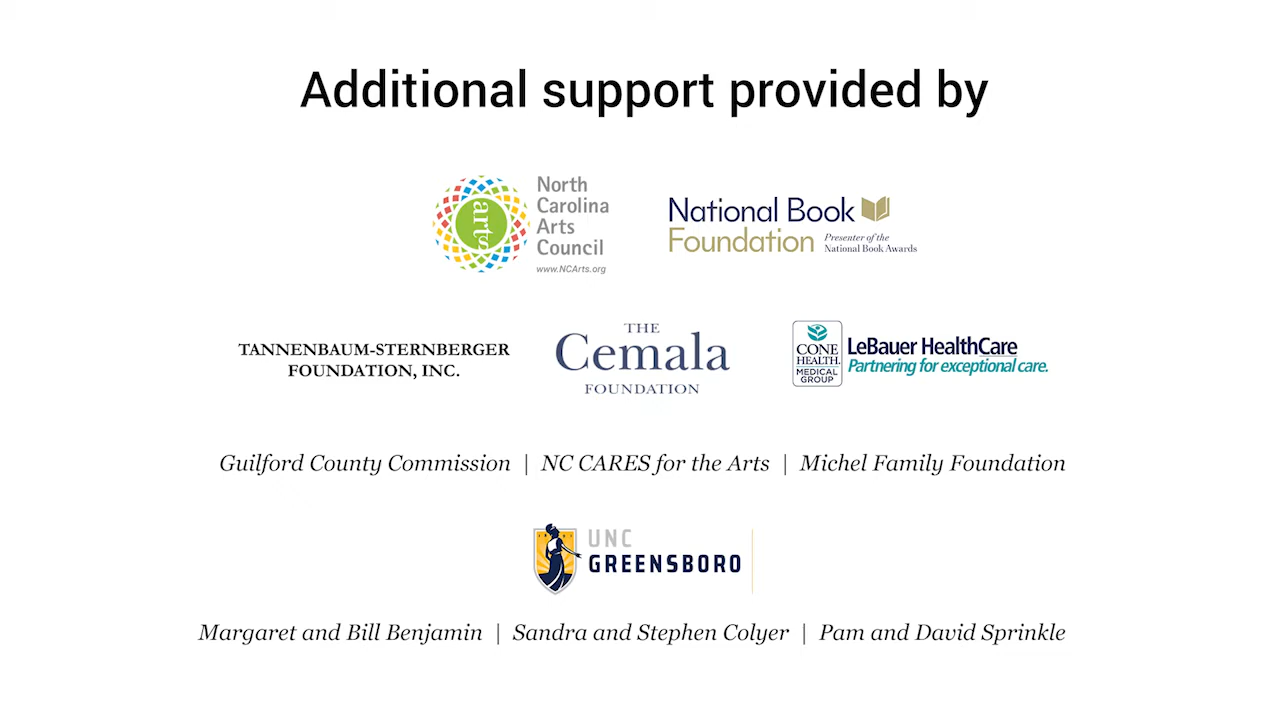 Additional support provided by
arts
North
Carolina
Arts
Council
www.NCArts.org
National Book
Foundation
Presenter of the
National Book Awards
TANNENBAUM-STERNBERGER
FOUNDATION, INC.
THE
Cemala
FOUNDATION
CONE
HEALTH.
MEDICAL
GROUP
LeBauer HealthCare
Partnering for exceptional care.
Guilford County Commission | NC CARES for the Arts | Michel Family Foundation
1891
UNC
GREENSBORO
Margaret and Bill Benjamin | Sandra and Stephen Colyer | Pam and David Sprinkle